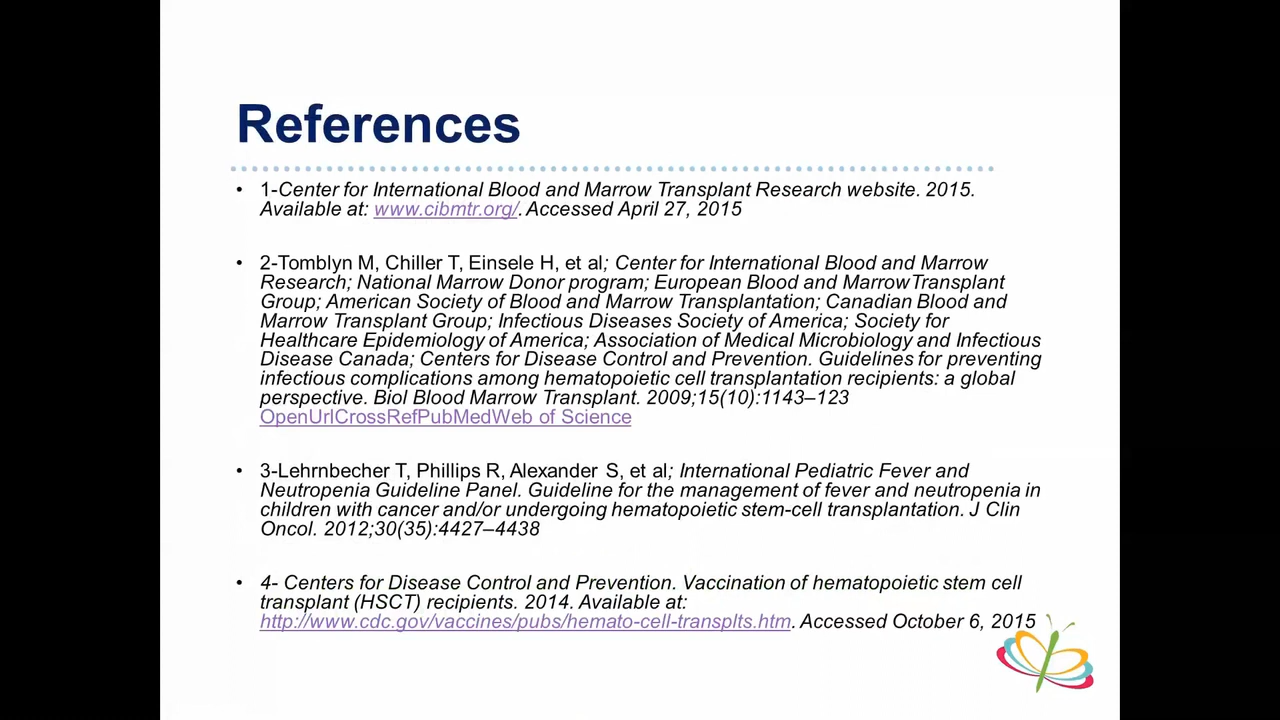 References
• 1-Center for International Blood and Marrow Transplant Research website. 2015.
Available at: www.cibmtr.org/. Accessed April 27, 2015
• 2-Tomblyn M, Chiller T, Einsele H, et al; Center for International Blood and Marrow
Research; National Marrow Donor program; European Blood and MarrowTransplant
Group; American Society of Blood and Marrow Transplantation; Canadian Blood and
Marrow Transplant Group; Infectious Diseases Society of America; Society for
Healthcare Epidemiology of America; Association of Medical Microbiology and Infectious
Disease Canada; Centers for Disease Control and Prevention. Guidelines for preventing
infectious complications among hematopoietic cell transplantation recipients: a global
perspective. Biol Blood Marrow Transplant. 2009;15(10):1143–123
OpenUrlCrossRefPubMedWeb of Science
• 3-Lehrnbecher T, Phillips R, Alexander S, et al; International Pediatric Fever and
Neutropenia Guideline Panel. Guideline for the management of fever and neutropenia in
children with cancer and/or undergoing hematopoietic stem-cell transplantation. J Clin
Oncol. 2012;30(35):4427–4438
• 4- Centers for Disease Control and Prevention. Vaccination of hematopoietic stem cell
transplant (HSCT) recipients. 2014. Available at:
http://www.cdc.gov/vaccines/pubs/hemato-cell-transplts.htm. Accessed October 6, 2015